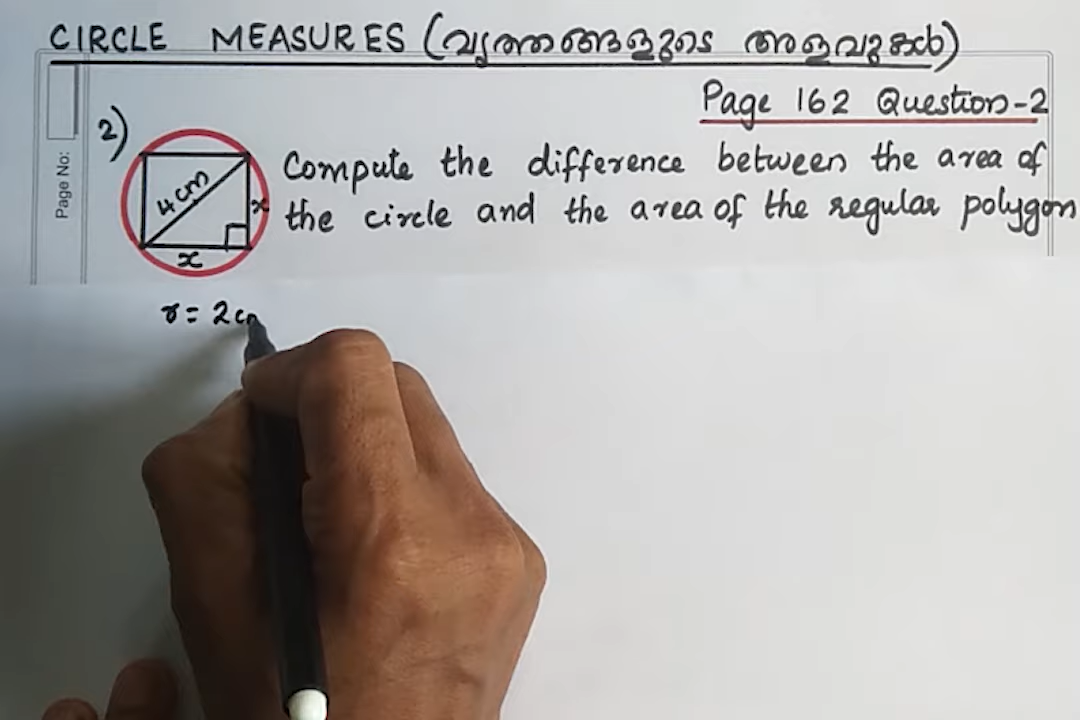 CIRCLE MEASURES (വൃത്തങ്ങളുടെ അളവുകൾ)
Page 162 Question-2
Page No:
2)
4cm
x
x
Compute the difference between the area of
the circle and the area of the regular polygon
r = 2cm